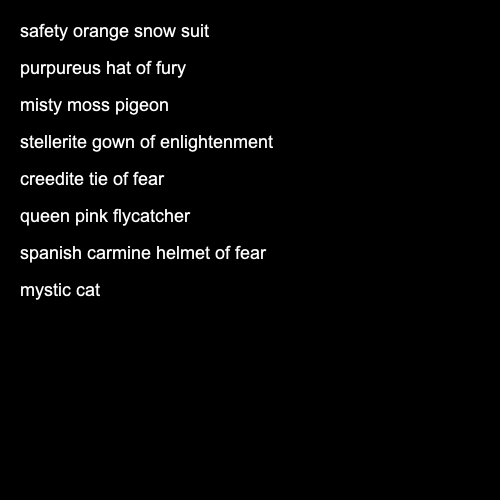 safety orange snow suit
purpureus hat of fury
misty moss pigeon
stellerite gown of enlightenment
creedite tie of fear
queen pink flycatcher
spanish carmine helmet of fear
mystic cat